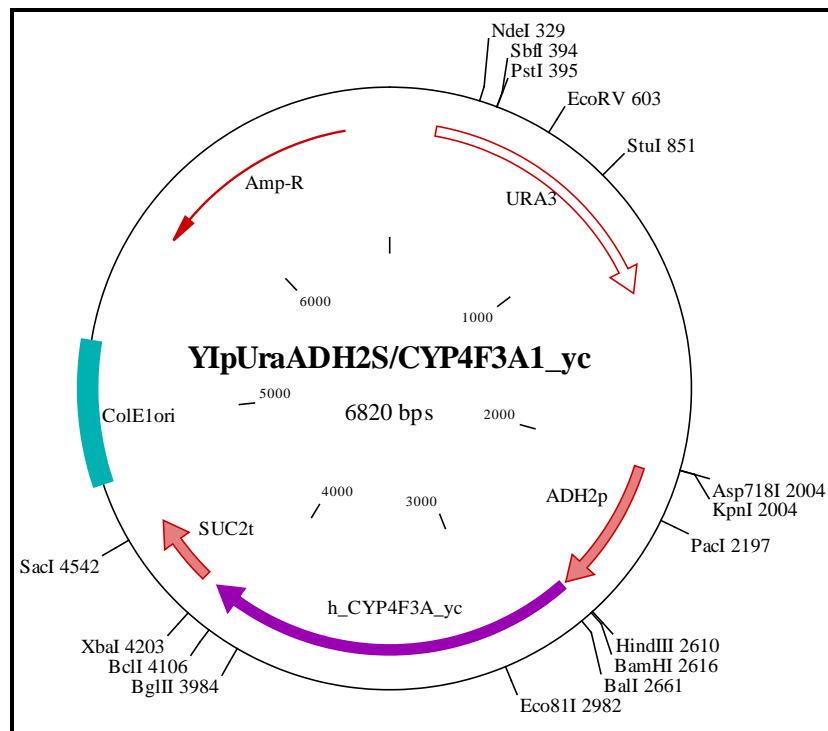 NdeI 329
SbfI 394
PstI 395
EcoRV 603
StuI 851
Amp-R
URA3
6000
1000
YIpUraADH2S/CYP4F3A1_yc
5000
6820 bps
2000
ColE1ori
4000
3000
ADH2p
Asp718I 2004
KpnI 2004
PacI 2197
SUC2t
SacI 4542
h_CYP4F3A_yc
XbaI 4203
BclI 4106
BglII 3984
HindIII 2610
BamHI 2616
BalI 2661
Eco81I 2982